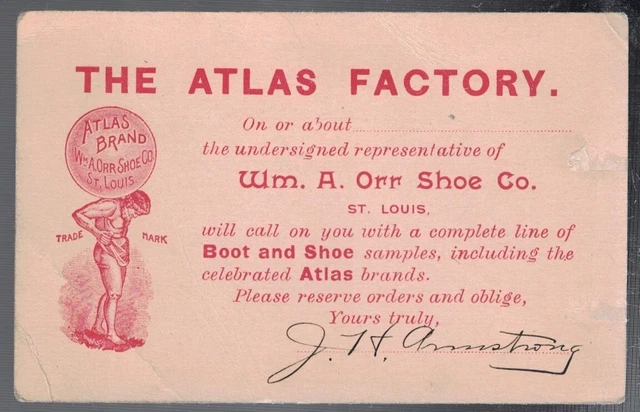 THE ATLAS FACTORY.
ATLAS
BRAND
Wm A. ORR SHOE CO
ST. LOUIS
TRADE MARK
On or about
the undersigned representative of
Wm. A. Orr Shoe Co.
ST. LOUIS,
will call on you with a complete line of
Boot and Shoe samples, including the
celebrated Atlas brands.
Please reserve orders and oblige,
Yours truly,
J. H. Armstrong